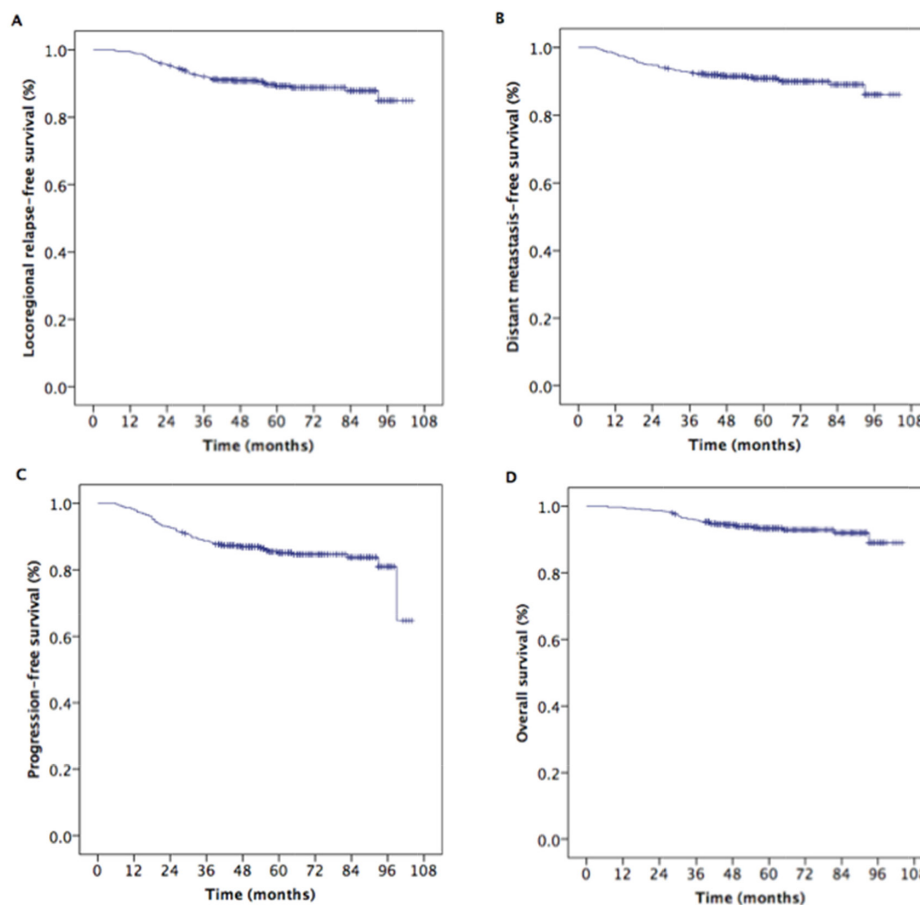 A
Locoregional relapse-free survival (%)
1.0
0.8
0.6
0.4
0.2
0.0
0 12 24 36 48 60 72 84 96 108
Time (months)
B
Distant metastasis-free survival (%)
1.0
0.8
0.6
0.4
0.2
0.0
0 12 24 36 48 60 72 84 96 108
Time (months)
C
Progression-free survival (%)
1.0
0.8
0.6
0.4
0.2
0.0
0 12 24 36 48 60 72 84 96 108
Time (months)
D
Overall survival (%)
1.0
0.8
0.6
0.4
0.2
0.0
0 12 24 36 48 60 72 84 96 108
Time (months)